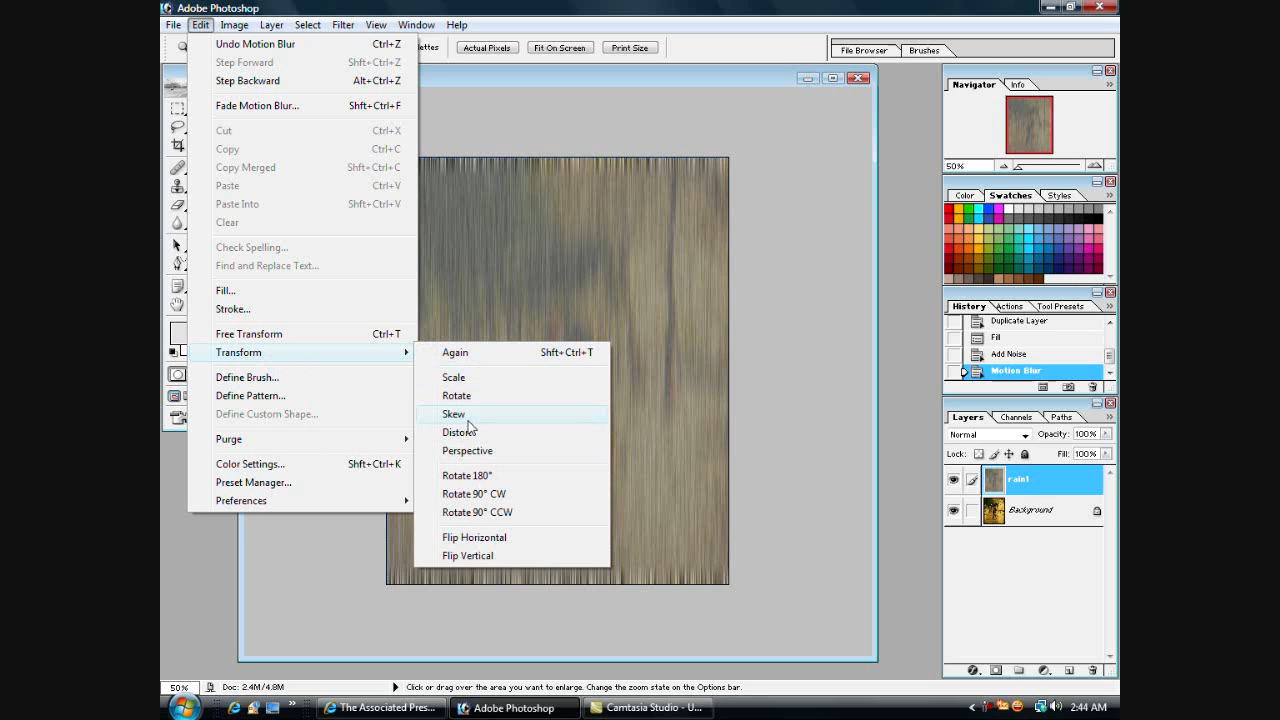 Adobe Photoshop
File Edit Image Layer Select Filter View Window Help
Actual Pixels Fit On Screen Print Size File Browser Brushes
Undo Motion Blur Ctrl+Z
Step Forward Shft+Ctrl+Z
Step Backward Alt+Ctrl+Z
Fade Motion Blur... Shft+Ctrl+F
Cut Ctrl+X
Copy Ctrl+C
Copy Merged Shft+Ctrl+C
Paste Ctrl+V
Paste Into Shft+Ctrl+V
Clear
Check Spelling...
Find and Replace Text...
Fill...
Stroke...
Free Transform Ctrl+T
Transform
Define Brush...
Define Pattern...
Define Custom Shape...
Purge
Color Settings... Shft+Ctrl+K
Preset Manager...
Preferences
Again Shft+Ctrl+T
Scale
Rotate
Skew
Distort
Perspective
Rotate 180°
Rotate 90° CW
Rotate 90° CCW
Flip Horizontal
Flip Vertical
Navigator Info
50%
Color Swatches Styles
History Actions Tool Presets
Duplicate Layer
Fill
Add Noise
Motion Blur
Layers Channels Paths
Normal Opacity: 100%
Lock: Fill: 100%
rain1
Background
50% Doc: 2.4M/4.8M Click or drag over the area you want to enlarge. Change the zoom state on the Options bar.
The Associated Pres... Adobe Photoshop Camtasia Studio - U... 2:44 AM